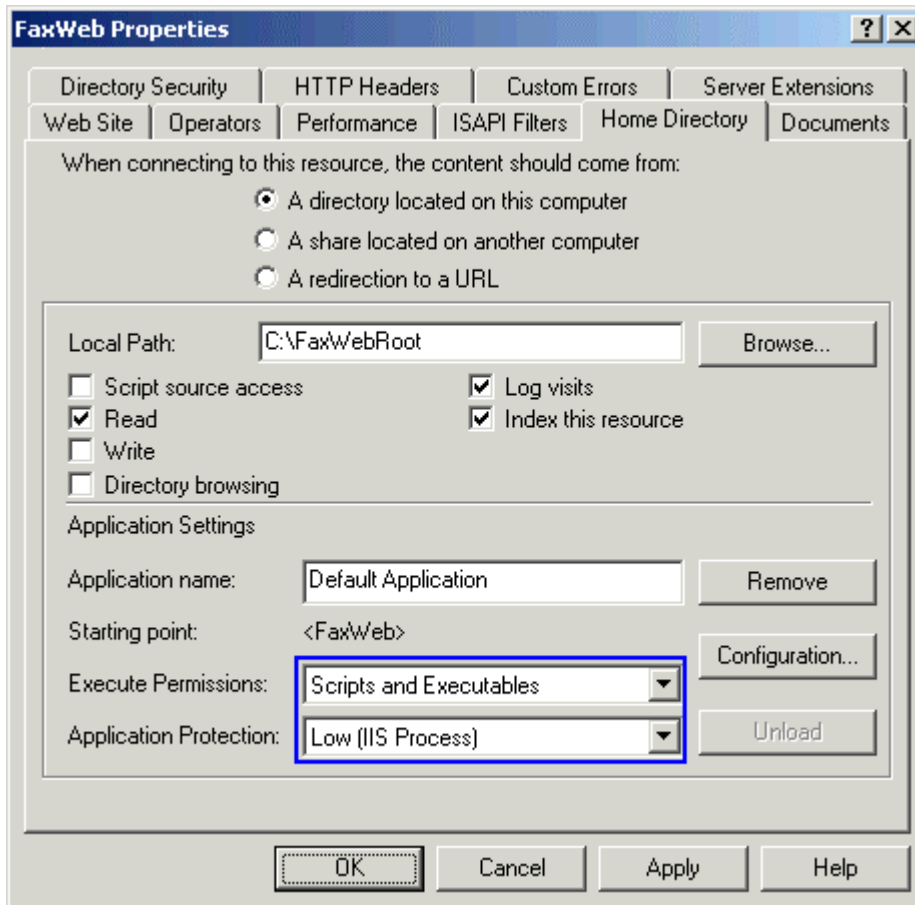 FaxWeb Properties
Directory Security HTTP Headers Custom Errors Server Extensions
Web Site Operators Performance ISAPI Filters Home Directory Documents
When connecting to this resource, the content should come from:
A directory located on this computer
A share located on another computer
A redirection to a URL
Local Path: C:\FaxWebRoot Browse...
Script source access Log visits
Read Index this resource
Write
Directory browsing
Application Settings
Application name: Default Application Remove
Starting point: <FaxWeb>
Configuration...
Execute Permissions: Scripts and Executables
Application Protection: Low (IIS Process) Unload
OK Cancel Apply Help